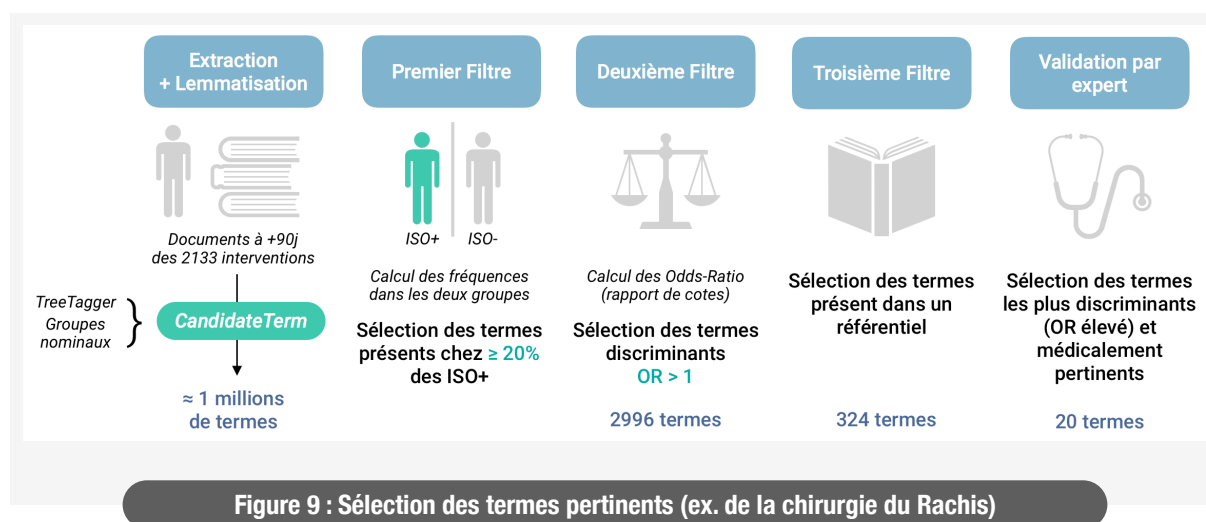 Extraction
+ Lemmatisation
Documents à +90j
des 2133 interventions
TreeTagger
Groupes
nominaux
CandidateTerm
≈ 1 millions
de termes
Premier Filtre
ISO+
ISO-
Calcul des fréquences
dans les deux groupes
Sélection des termes
présents chez ≥ 20%
des ISO+
Deuxième Filtre
Calcul des Odds-Ratio
(rapport de cotes)
Sélection des termes
discriminants
OR > 1
2996 termes
Troisième Filtre
Sélection des termes
présent dans un
référentiel
324 termes
Validation par
expert
Sélection des termes
les plus discriminants
(OR élevé) et
médicalement
pertinents
20 termes
Figure 9 : Sélection des termes pertinents (ex. de la chirurgie du Rachis)